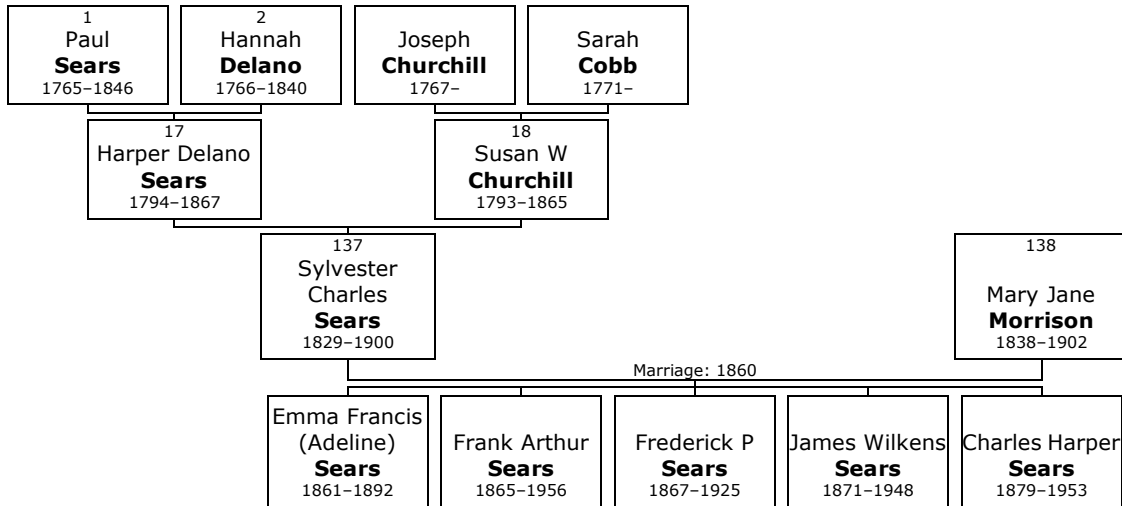 1
Paul
Sears
1765–1846
2
Hannah
Delano
1766–1840
Joseph
Churchill
1767–
Sarah
Cobb
1771–
17
Harper Delano
Sears
1794–1867
18
Susan W
Churchill
1793–1865
137
Sylvester
Charles
Sears
1829–1900
138
Mary Jane
Morrison
1838–1902
Marriage: 1860
Emma Francis
(Adeline)
Sears
1861–1892
Frank Arthur
Sears
1865–1956
Frederick P
Sears
1867–1925
James Wilkens
Sears
1871–1948
Charles Harper
Sears
1879–1953